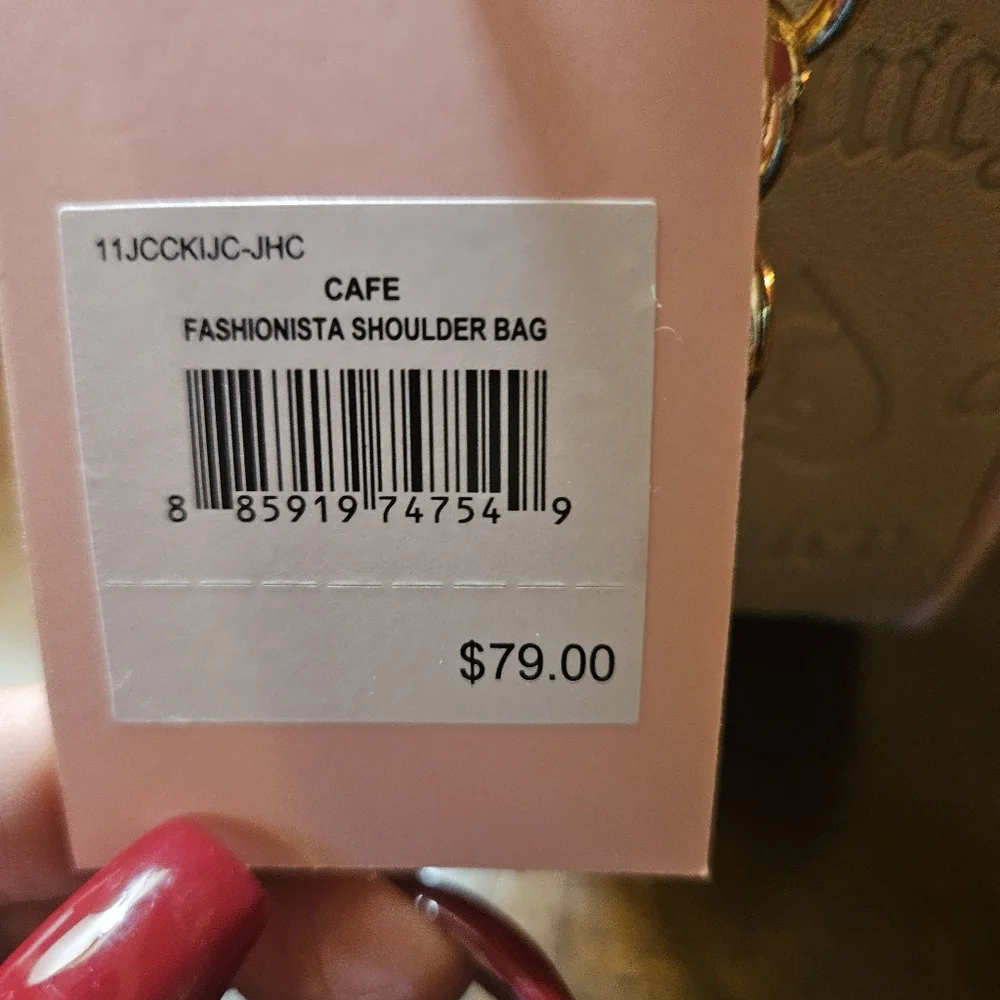 11JCCKIJC-JHC
CAFE
FASHIONISTA SHOULDER BAG
8 85919 74754 9
$79.00